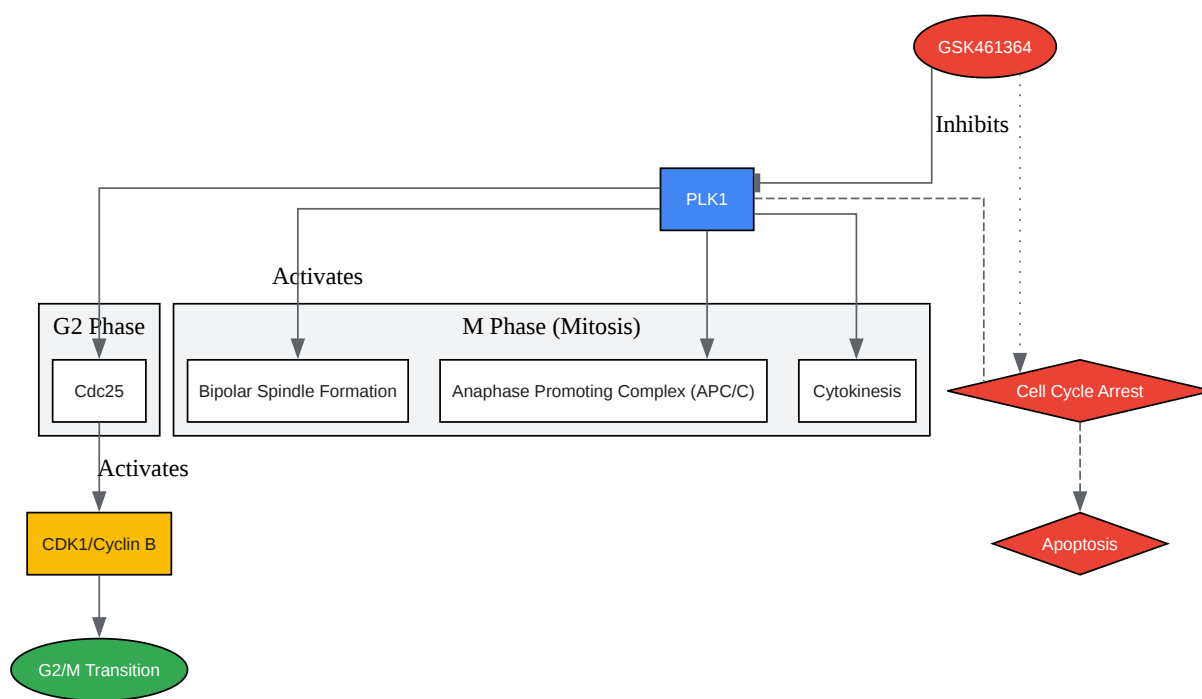 GSK461364
Inhibits
PLK1
Activates
G2 Phase
M Phase (Mitosis)
Cdc25
Bipolar Spindle Formation
Anaphase Promoting Complex (APC/C)
Cytokinesis
Cell Cycle Arrest
Activates
CDK1/Cyclin B
Apoptosis
G2/M Transition